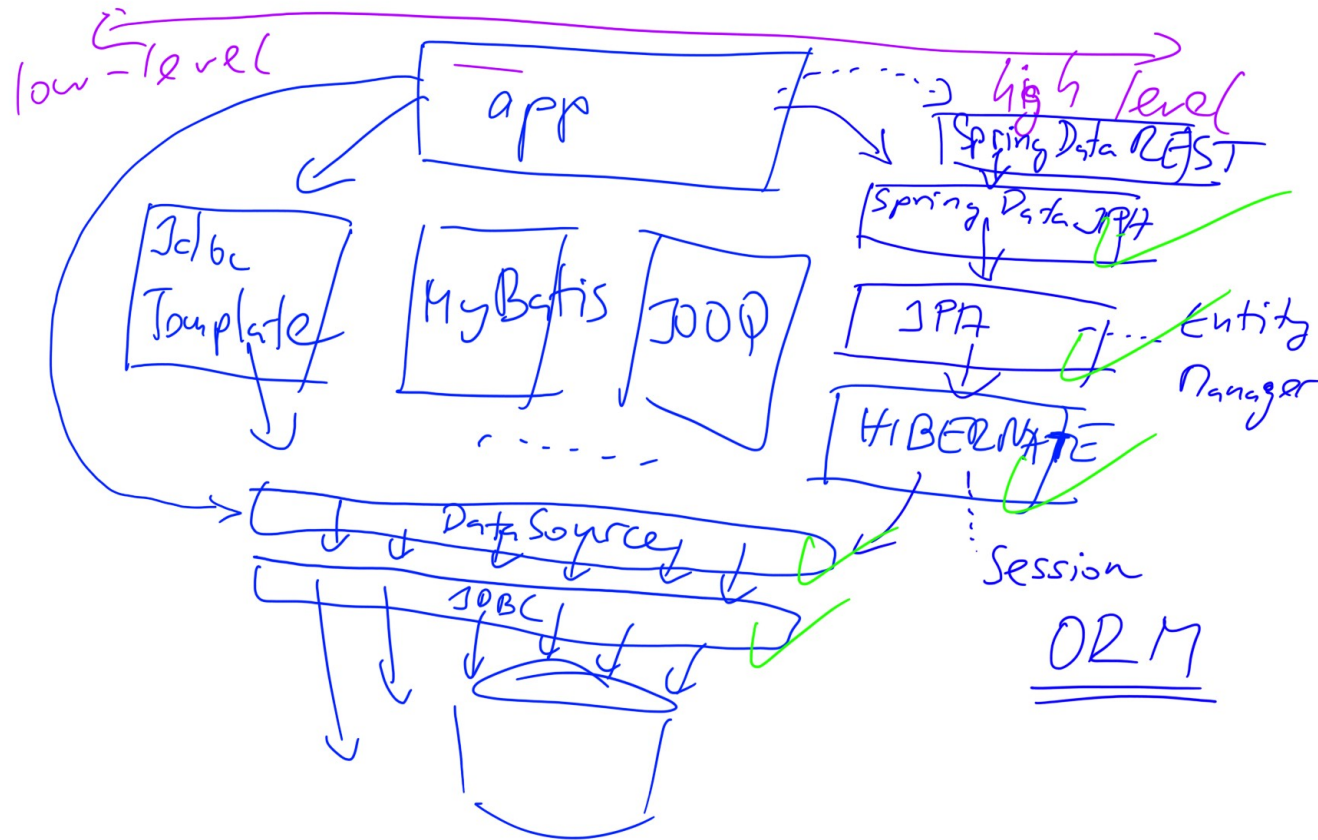 low-level
high level
app
Spring Data REST
Spring Data JPA
Jdbc
Template
MyBatis
JOOQ
JPA
Entity
Manager
HIBERNATE
DataSource
JDBC
Session
ORM